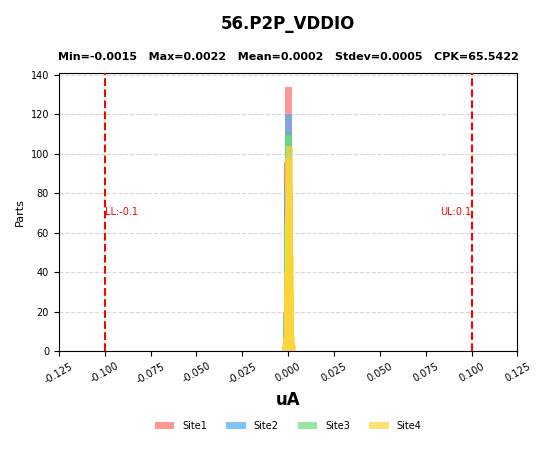 56.P2P_VDDIO
Min=-0.0015   Max=0.0022   Mean=0.0002   Stdev=0.0005   CPK=65.5422
140
120
100
80
60
40
20
0
Parts
LL:-0.1
UL:0.1
-0.125
-0.100
-0.075
-0.050
-0.025
0.000
0.025
0.050
0.075
0.100
0.125
uA
Site1
Site2
Site3
Site4